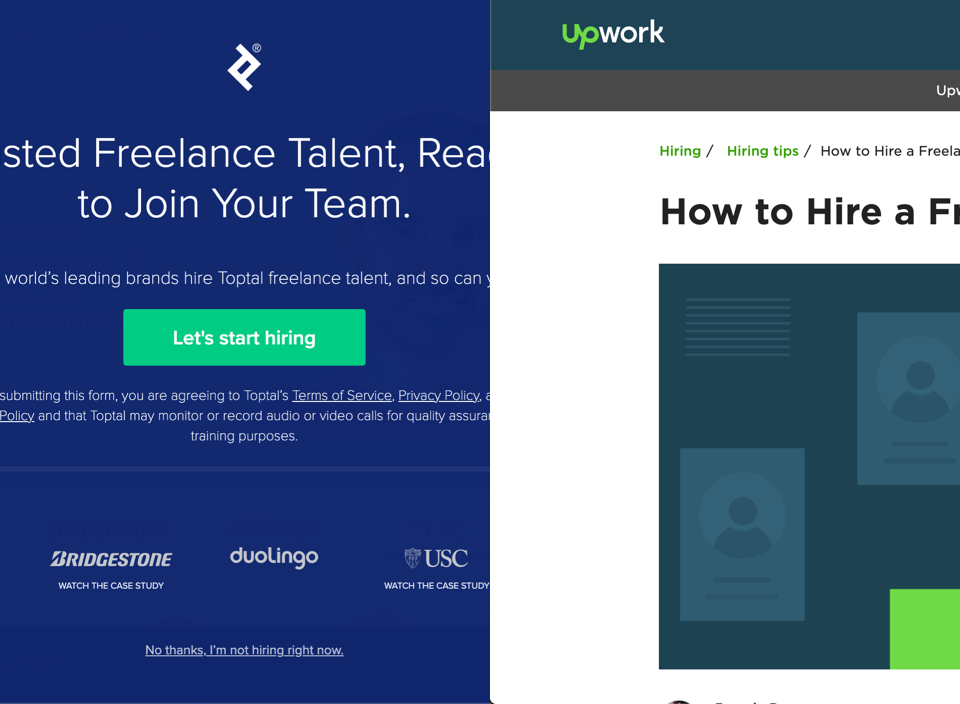 ®
sted Freelance Talent, Rea
to Join Your Team.
world’s leading brands hire Toptal freelance talent, and so can
Let's start hiring
submitting this form, you are agreeing to Toptal’s Terms of Service, Privacy Policy,
Policy and that Toptal may monitor or record audio or video calls for quality assura
training purposes.
BRIDGESTONE
WATCH THE CASE STUDY
duolingo
USC
WATCH THE CASE STUDY
No thanks, I’m not hiring right now.
upwork
Upw
Hiring / Hiring tips / How to Hire a Freela
How to Hire a Fr